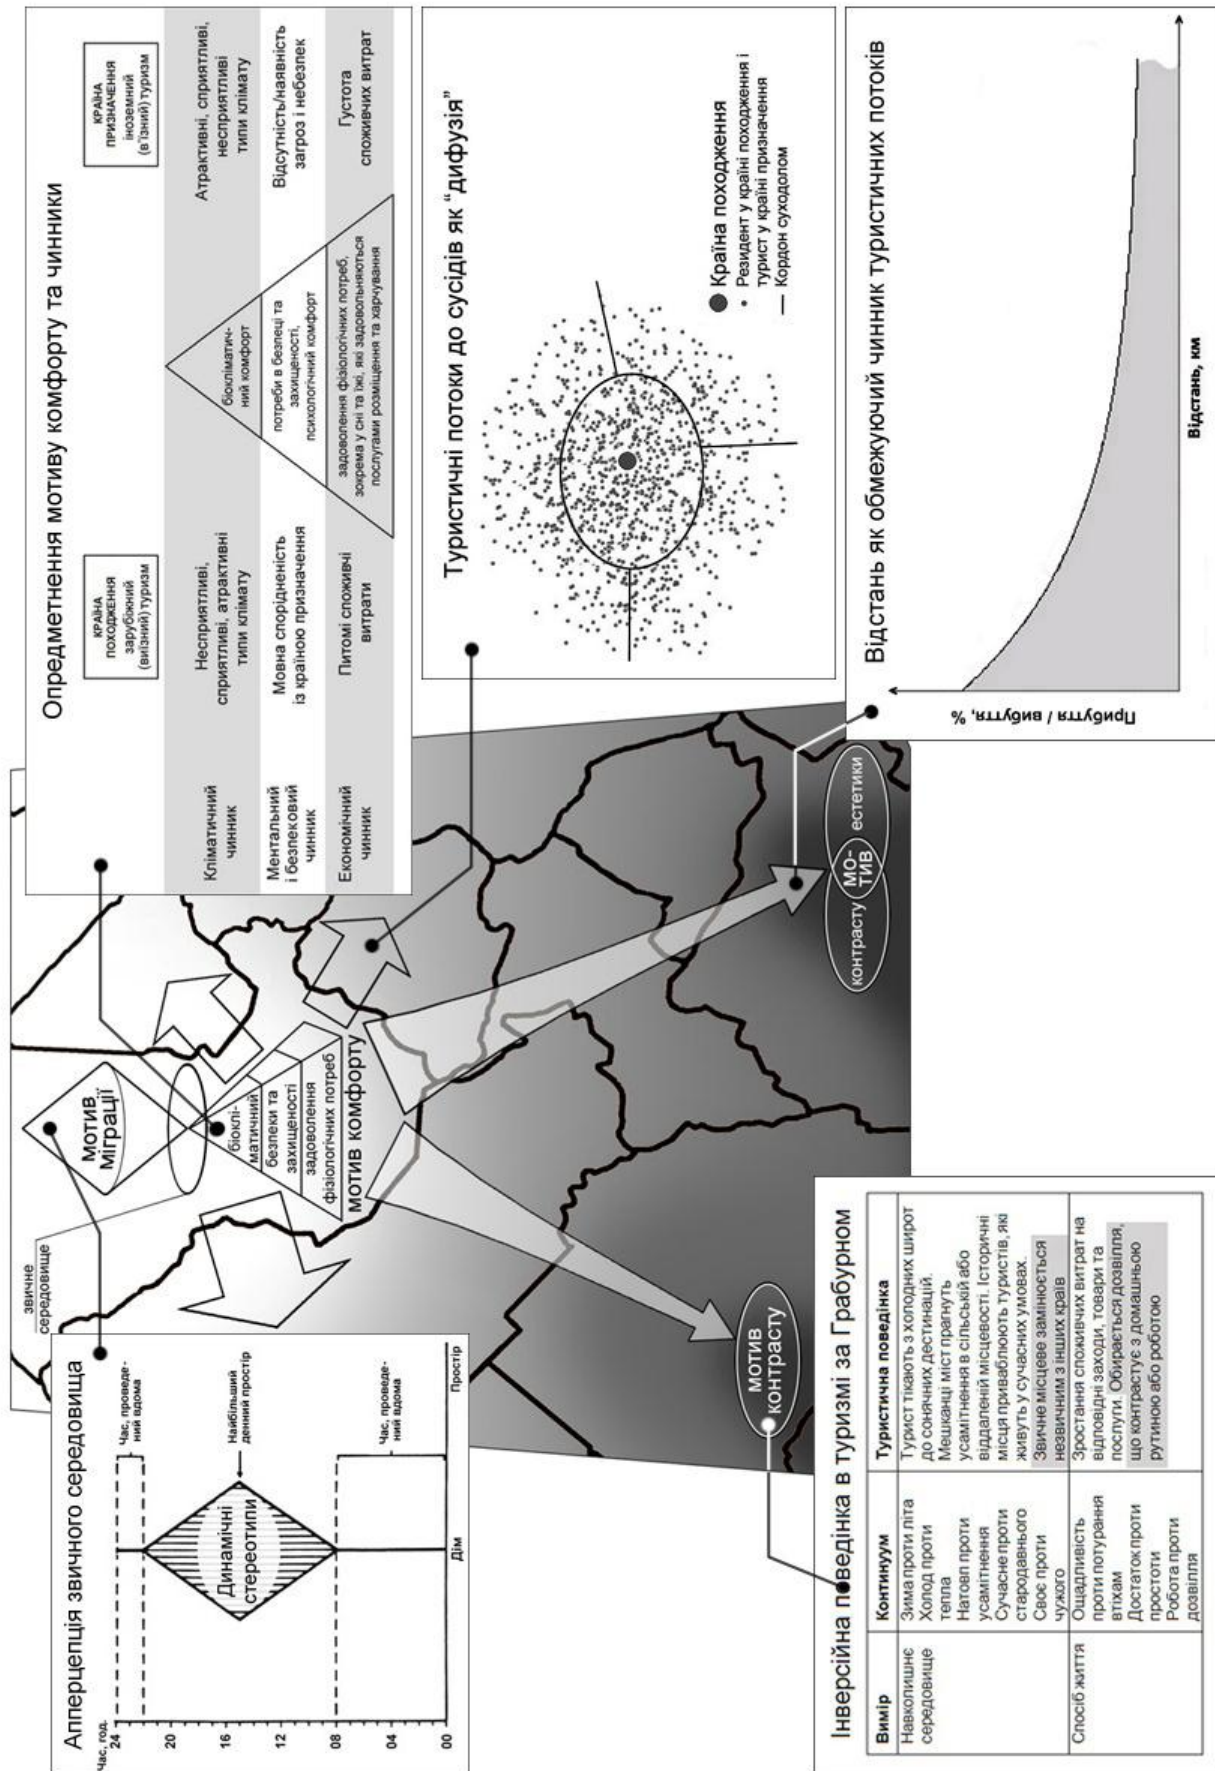 Апперцепція звичного середовища
Час, год.
24
20
16
12
08
04
00
Динамічні
стереотипи
Час, проведе-
ний вдома
Найбільший
денний простір
Час, проведе-
ний вдома
Дім
Простір
звичне
середовище
мотив
міграції
біоклі-
матичний
безпеки та
захищеності
задоволення
фізіологічних потреб
мотив комфорту
мотив
контрасту
контрасту
мо-
тив
естетики
Опредметнення мотиву комфорту та чинники
КРАЇНА
ПОХОДЖЕННЯ
зарубіжний
(виїзний) туризм
КРАЇНА
ПРИЗНАЧЕННЯ
іноземний
(в'їзний) туризм
Кліматичний
чинник
Несприятливі,
сприятливі, атрактивні
типи клімату
біокліматич-
ний комфорт
Атрактивні, сприятливі,
несприятливі
типи клімату
Ментальний
і безпековий
чинник
Мовна спорідненість
із країною призначення
потреби в безпеці та
захищеності,
психологічний комфорт
Відсутність/наявність
загроз і небезпек
Економічний
чинник
Питомі споживчі
витрати
задоволення фізіологічних потреб,
зокрема у сні та їжі, які задовольняються
послугами розміщення та харчування
Густота
споживчих витрат
Туристичні потоки до сусідів як “дифузія”
Країна походження
Резидент у країні походження і
турист у країні призначення
Кордон суходолом
Інверсійна поведінка в туризмі за Грабурном
Вимір
Континуум
Туристична поведінка
Навколишнє
середовище
Зима проти літа
Холод проти
тепла
Натовп проти
усамітнення
Сучасне проти
стародавнього
Своє проти
чужого
Турист тікають з холодних широт
до сонячних дестинацій.
Мешканці міст прагнуть
усамітнення в сільській або
віддаленій місцевості. Історичні
місця приваблюють туристів, які
живуть у сучасних умовах.
Звичне місцеве замінюється
незвичним з інших країв
Спосіб життя
Ощадливість
проти потурання
втіхам
Достаток проти
простоти
Робота проти
дозвілля
Зростання споживчих витрат на
відповідні заходи, товари та
послуги. Обирається дозвілля,
що контрастує з домашньою
рутиною або роботою
Відстань як обмежуючий чинник туристичних потоків
Прибуття / вибуття, %
Відстань, км